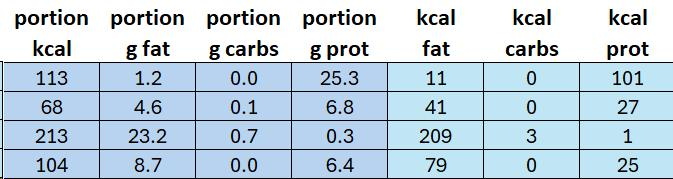 portion portion portion portion kcal kcal kcal
kcal g fat g carbs g prot fat carbs prot
113 1.2 0.0 25.3 11 0 101
68 4.6 0.1 6.8 41 0 27
213 23.2 0.7 0.3 209 3 1
104 8.7 0.0 6.4 79 0 25